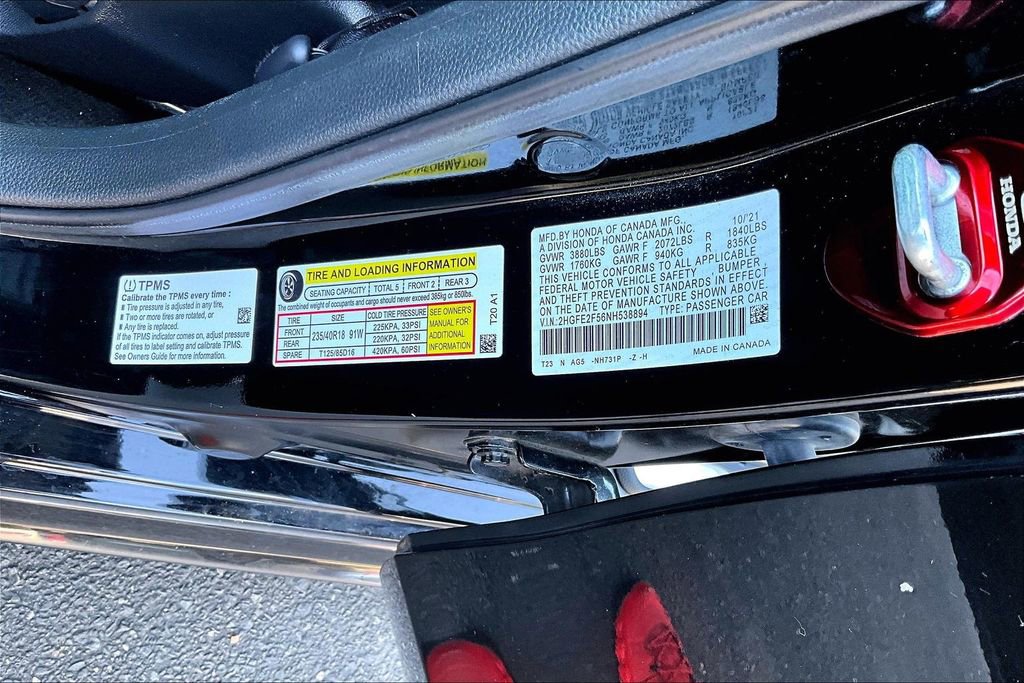 TPMS
Calibrate the TPMS every time :
Tire pressure is adjusted in any tire,
Two or more tires are rotated, or
Any tire is replaced.
If the TPMS indicator comes on, adjust pressure
of all tires to label setting and calibrate TPMS.
See Owners Guide for more information.
TIRE AND LOADING INFORMATION
SEATING CAPACITY TOTAL 5 FRONT 2 REAR 3
The combined weight of occupants and cargo should never exceed 385kg or 850lbs.
TIRE SIZE COLD TIRE PRESSURE
FRONT 235/40R18 91W 225KPA, 33PSI
REAR 220KPA, 32PSI
SPARE T125/85D16 420KPA, 60PSI
SEE OWNER'S
MANUAL FOR
ADDITIONAL
INFORMATION
T20 A1
MFD.BY HONDA OF CANADA MFG., 10/'21
A DIVISION OF HONDA CANADA INC.
GVWR 3880LBS GAWR F 2072LBS R 1840LBS
GVWR 1760KG GAWR F 940KG R 835KG
THIS VEHICLE CONFORMS TO ALL APPLICABLE
FEDERAL MOTOR VEHICLE SAFETY , BUMPER ,
AND THEFT PREVENTION STANDARDS IN EFFECT
ON THE DATE OF MANUFACTURE SHOWN ABOVE.
V.I.N.:2HGFE2F56NH538894 TYPE: PASSENGER CAR
T23 N AG5 -NH731P -Z -H
MADE IN CANADA
HONDA